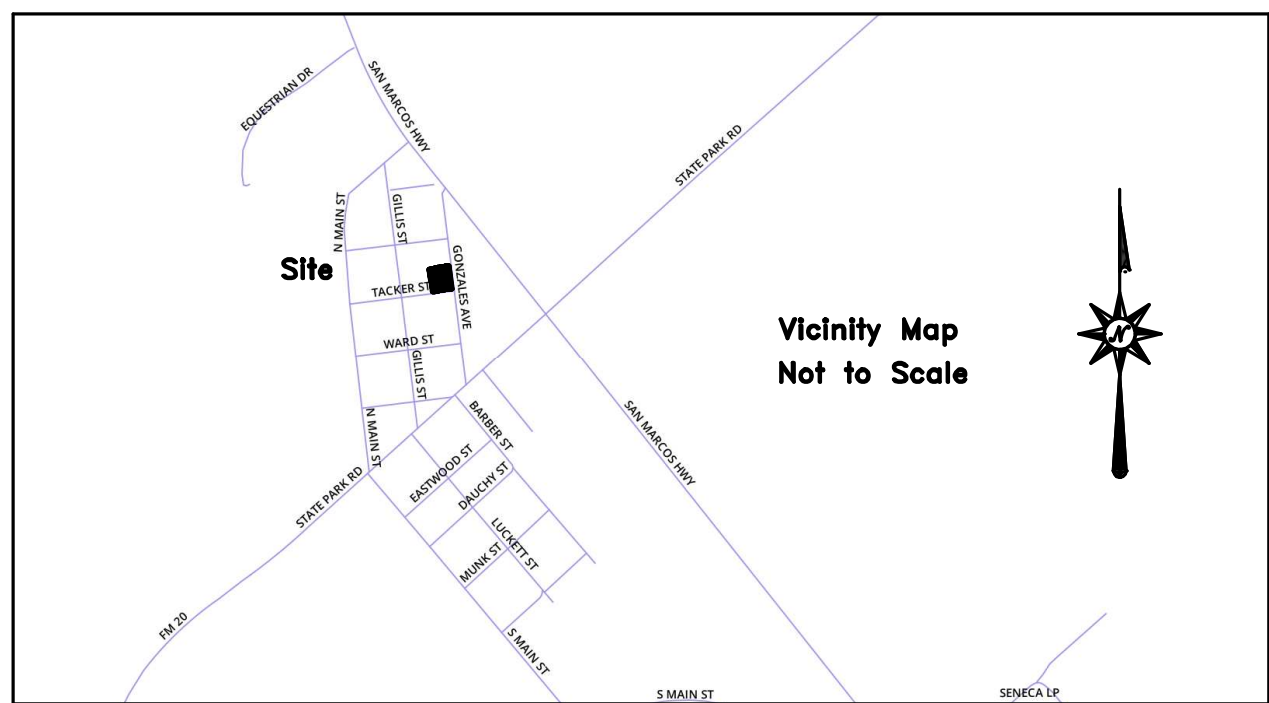 EQUESTRIAN DR
SAN MARCOS HWY
STATE PARK RD
N MAIN ST
GILLIS ST
Site
GONZALES AVE
TACKER ST
WARD ST
GILLIS ST
Vicinity Map
Not to Scale
N
N MAIN ST
BARBER ST
SAN MARCOS HWY
EASTWOOD ST
DAUCHY ST
STATE PARK RD
LUCKETT ST
MUNK ST
FM 20
S MAIN ST
S MAIN ST
SENECA LP